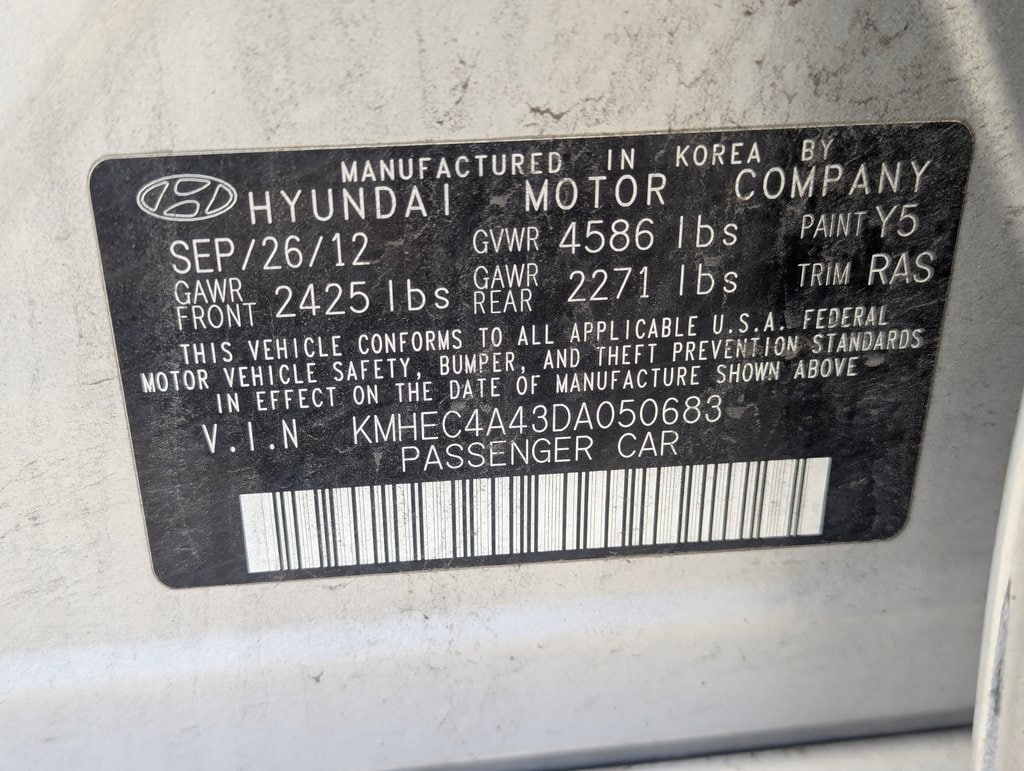 MANUFACTURED IN KOREA BY
HYUNDAI MOTOR COMPANY
SEP/26/12 GVWR 4586 lbs PAINT Y5
GAWR FRONT 2425 lbs GAWR REAR 2271 lbs TRIM RAS
THIS VEHICLE CONFORMS TO ALL APPLICABLE U.S.A. FEDERAL
MOTOR VEHICLE SAFETY, BUMPER, AND THEFT PREVENTION STANDARDS
IN EFFECT ON THE DATE OF MANUFACTURE SHOWN ABOVE
V.I.N KMHEC4A43DA050683
PASSENGER CAR